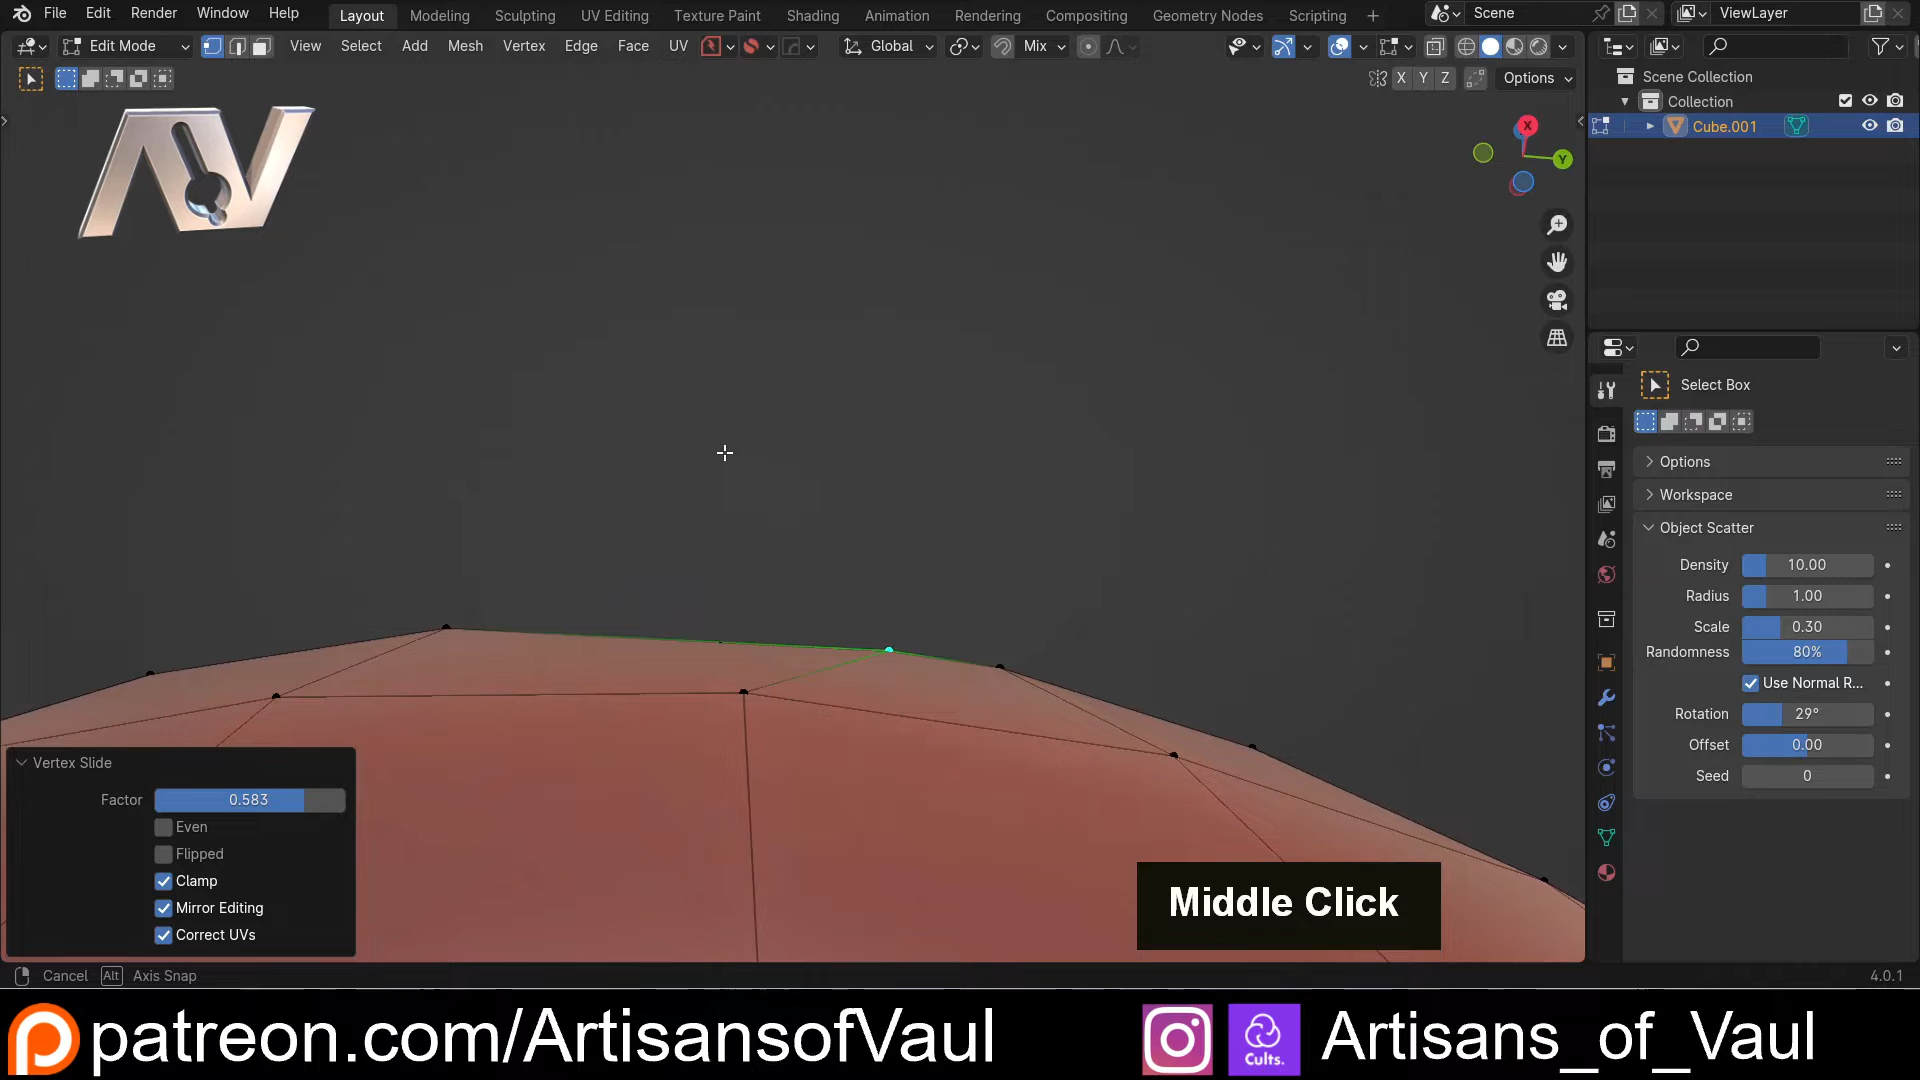 File Edit Render Window Help Layout Modeling Sculpting UV Editing Texture Paint Shading Animation Rendering Compositing Geometry Nodes Scripting Scene ViewLayer
Edit Mode View Select Add Mesh Vertex Edge Face UV Global Mix
X Y Z Options
Scene Collection
Collection
Cube.001
X
Y
AV
Select Box
Options
Workspace
Object Scatter
Density 10.00
Radius 1.00
Scale 0.30
Randomness 80%
Use Normal R...
Rotation 29°
Offset 0.00
Seed 0
Vertex Slide
Factor 0.583
Even
Flipped
Clamp
Mirror Editing
Correct UVs
Middle Click
Cancel Alt Axis Snap 4.0.1
patreon.com/ArtisansofVaul Cults. Artisans_of_Vaul